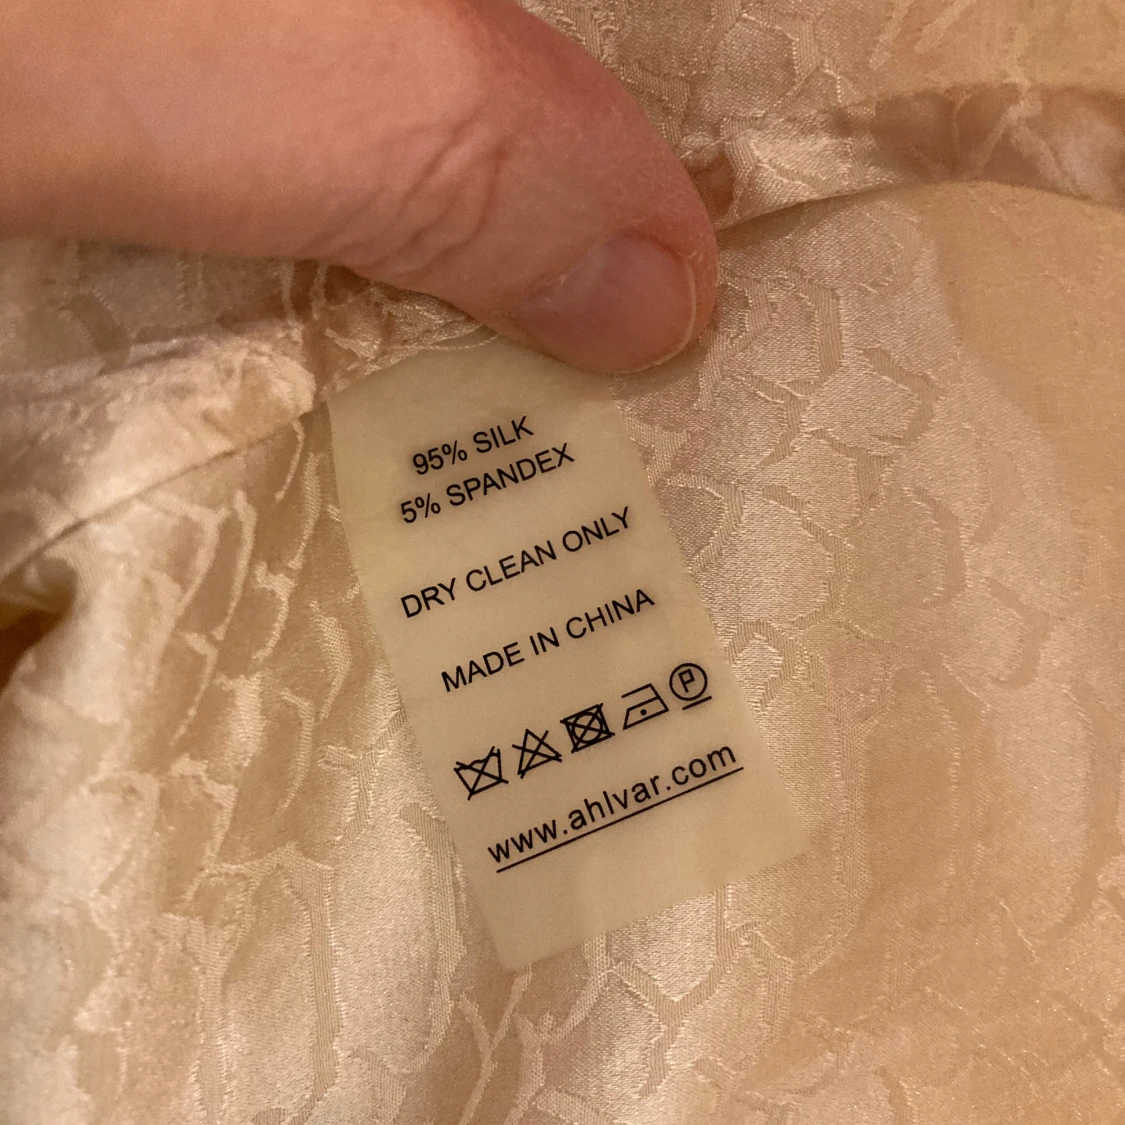 95% SILK
5% SPANDEX
DRY CLEAN ONLY
MADE IN CHINA
P
www.ahlvar.com